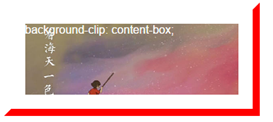 background-clip: content-box;
海天一色